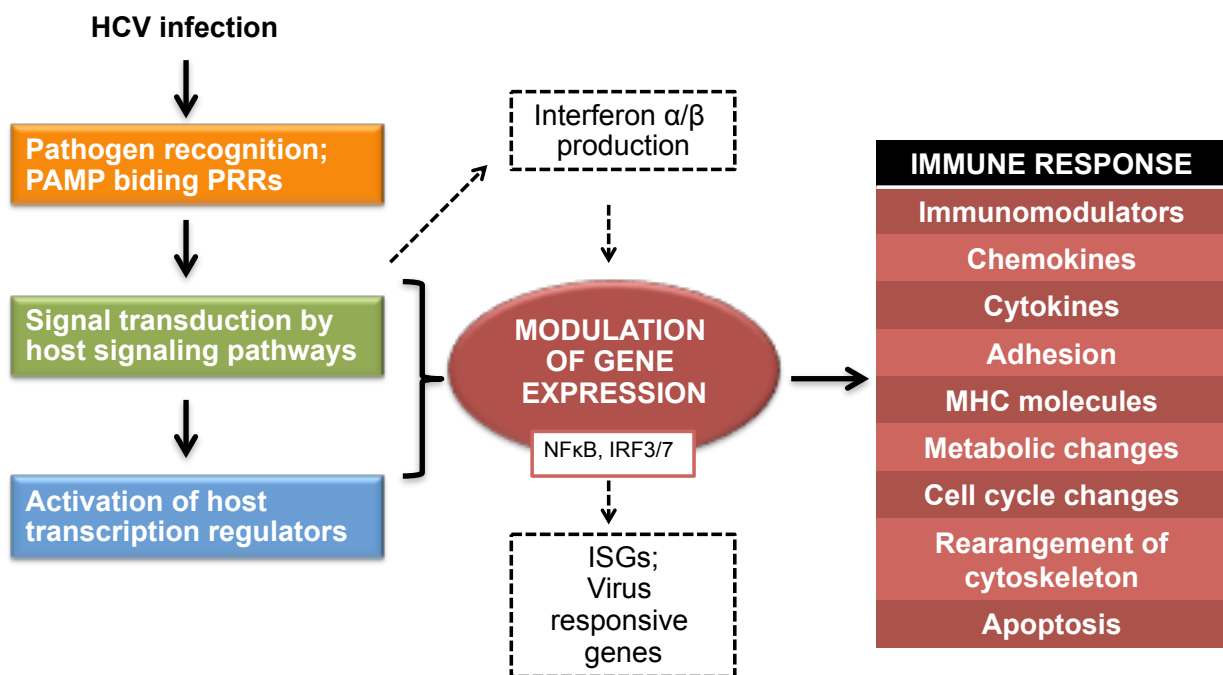 HCV infection
Pathogen recognition;
PAMP biding PRRs
Signal transduction by
host signaling pathways
Activation of host
transcription regulators
Interferon α/β
production
MODULATION
OF GENE
EXPRESSION
NFκB, IRF3/7
ISGs;
Virus
responsive
genes
IMMUNE RESPONSE
Immunomodulators
Chemokines
Cytokines
Adhesion
MHC molecules
Metabolic changes
Cell cycle changes
Rearangement of
cytoskeleton
Apoptosis